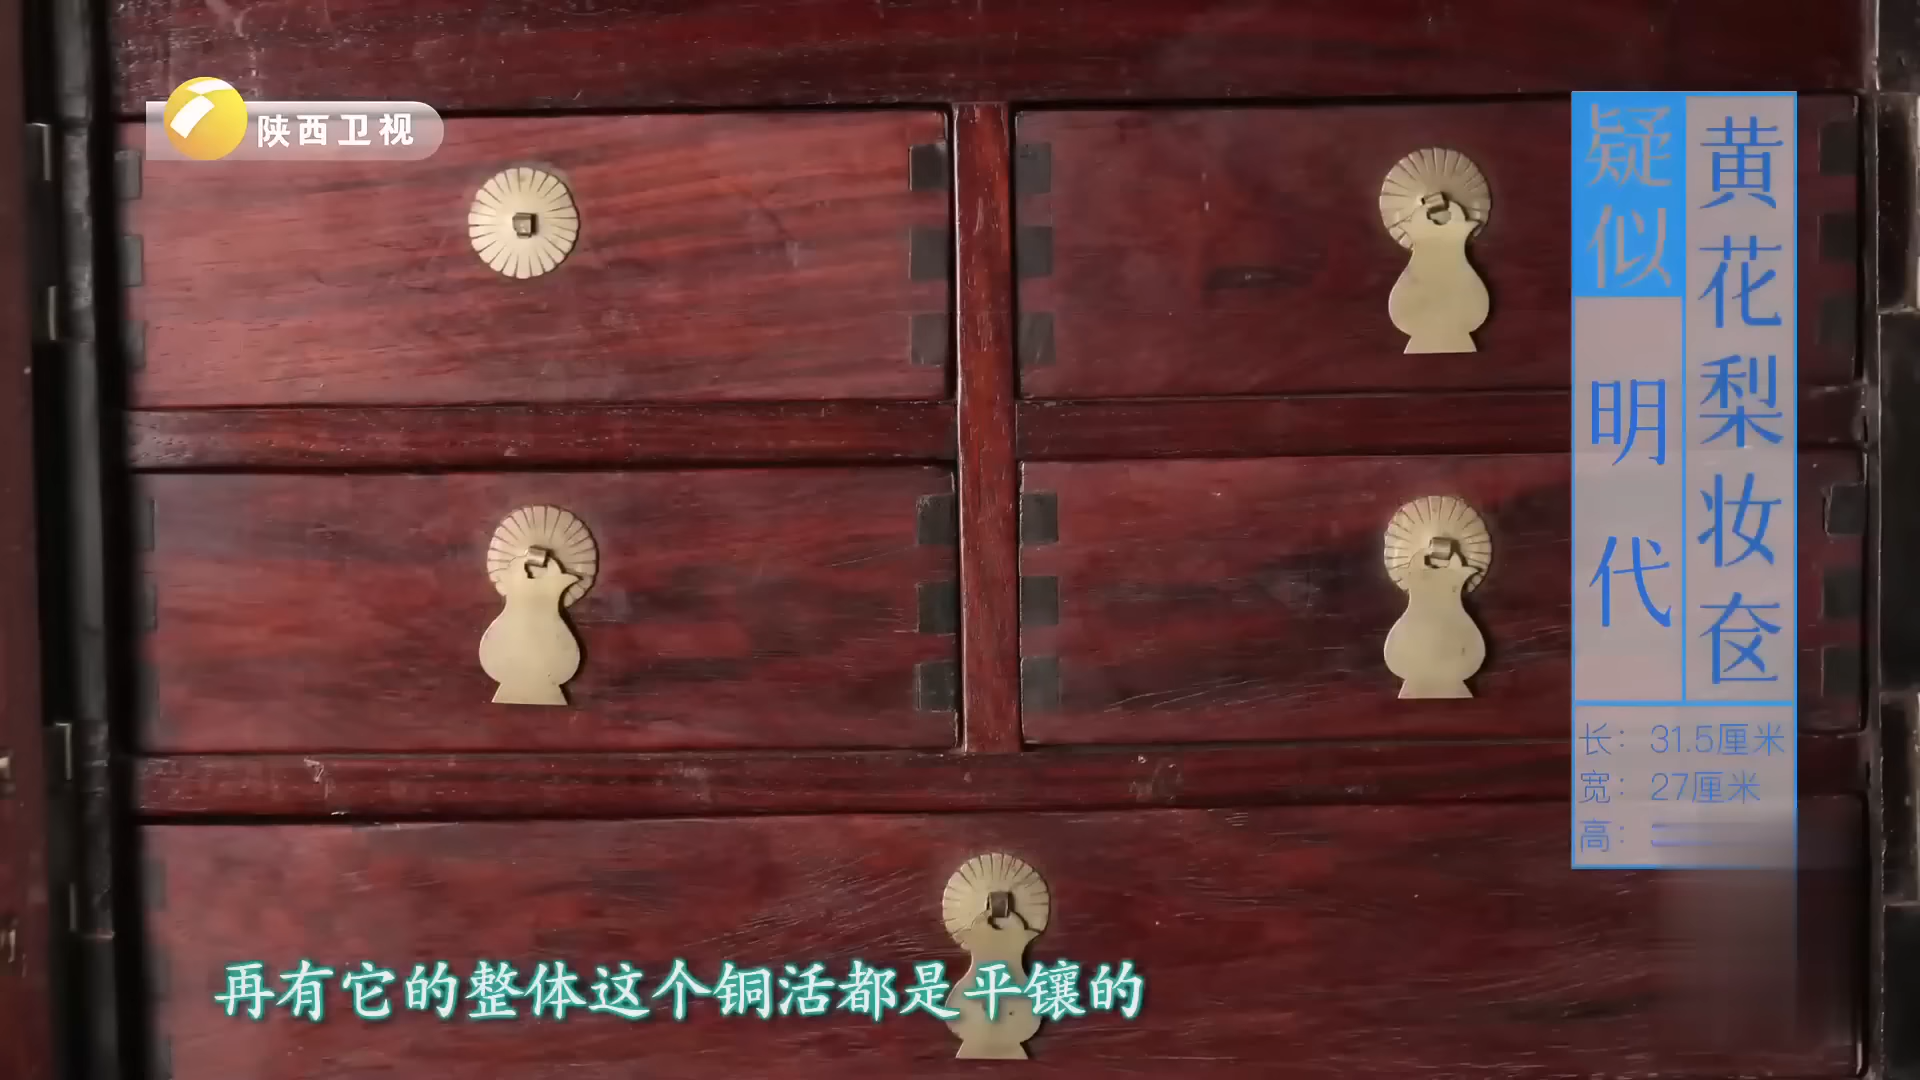 陕西卫视
疑似
黄花梨妆奁
明代
长：31.5厘米
宽：27厘米
高：
再有它的整体这个铜活都是平镶的